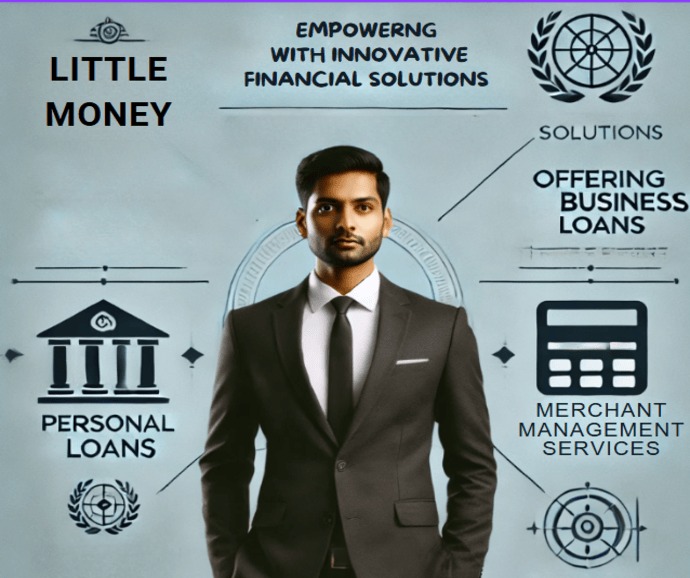 LITTLE
MONEY
EMPOWERNG
WITH INNOVATIVE
FINANCIAL SOLUTIONS
SOLUTIONS
OFFERING
BUSINESS
LOANS
PERSONAL
LOANS
MERCHANT
MANAGEMENT
SERVICES